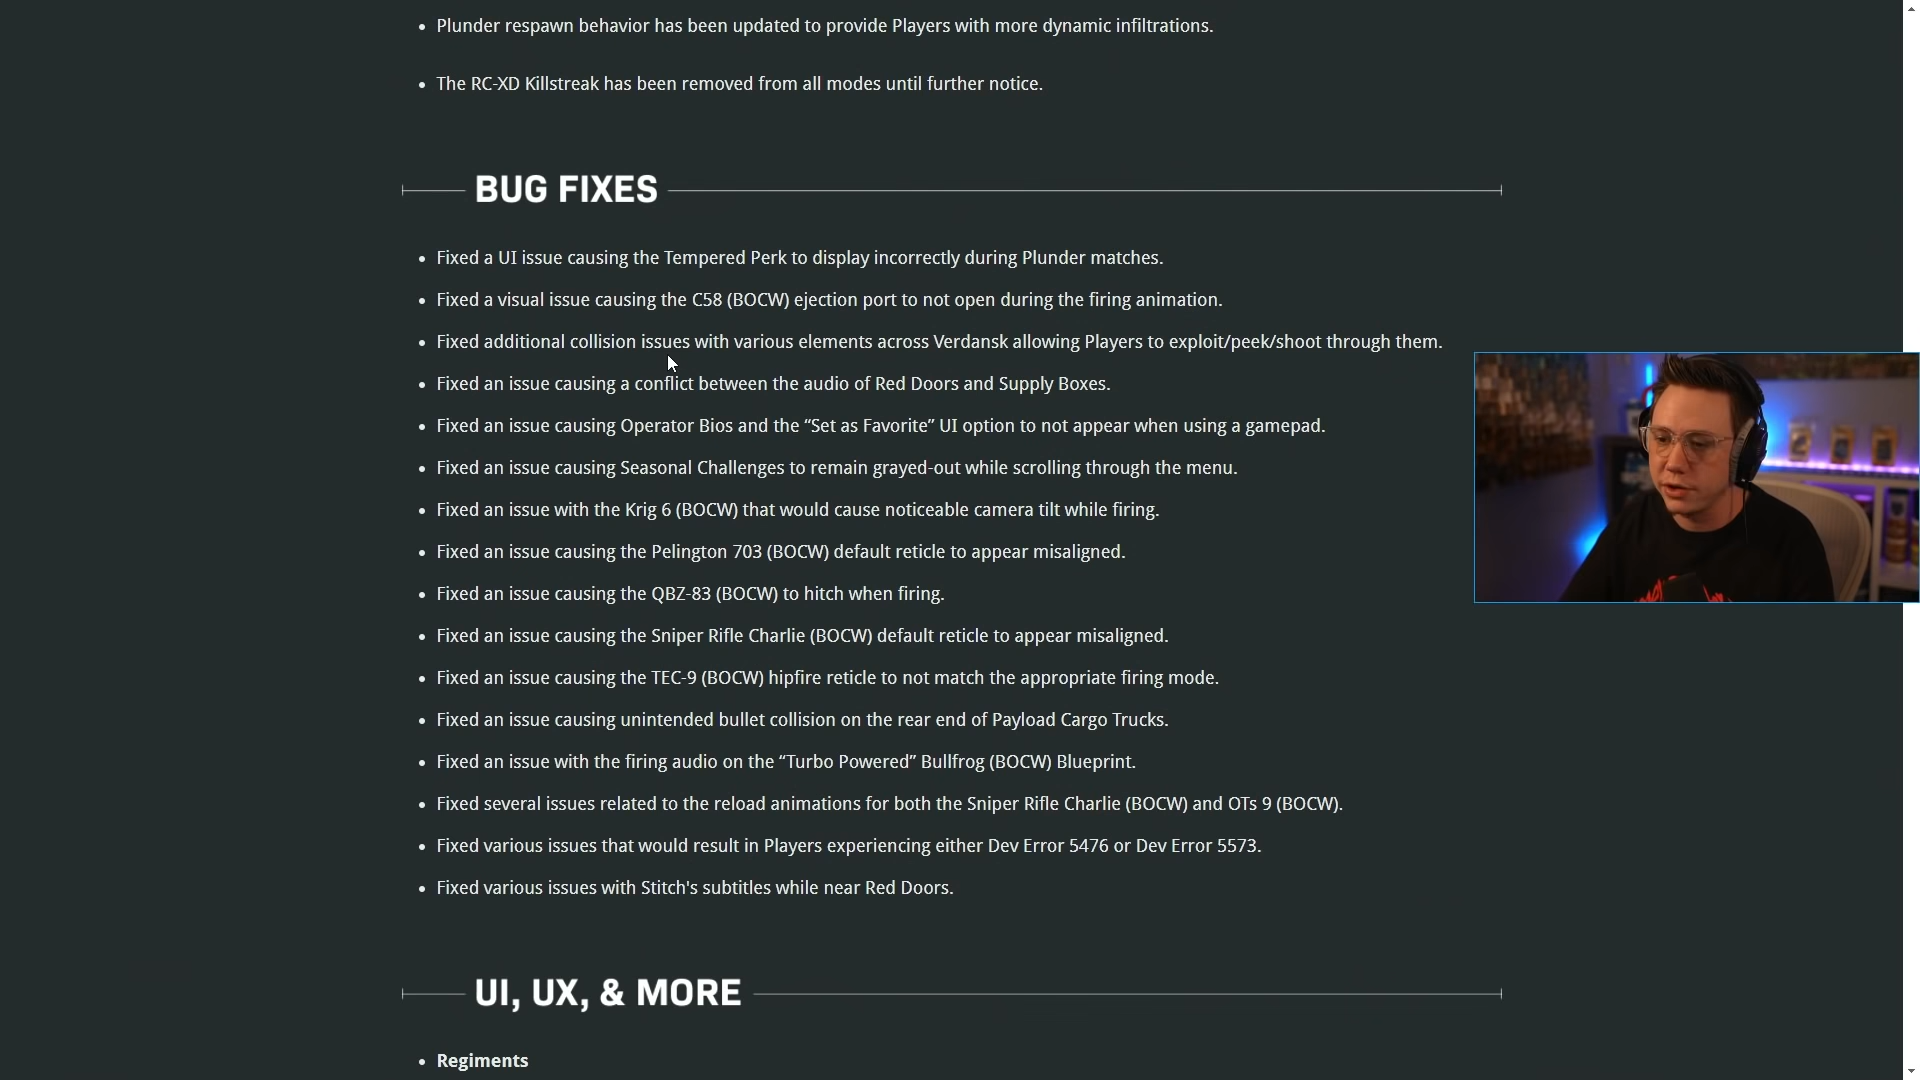 Plunder respawn behavior has been updated to provide Players with more dynamic infiltrations.
The RC-XD Killstreak has been removed from all modes until further notice.
BUG FIXES
Fixed a UI issue causing the Tempered Perk to display incorrectly during Plunder matches.
Fixed a visual issue causing the C58 (BOCW) ejection port to not open during the firing animation.
Fixed additional collision issues with various elements across Verdansk allowing Players to exploit/peek/shoot through them.
Fixed an issue causing a conflict between the audio of Red Doors and Supply Boxes.
Fixed an issue causing Operator Bios and the “Set as Favorite” UI option to not appear when using a gamepad.
Fixed an issue causing Seasonal Challenges to remain grayed-out while scrolling through the menu.
Fixed an issue with the Krig 6 (BOCW) that would cause noticeable camera tilt while firing.
Fixed an issue causing the Pelington 703 (BOCW) default reticle to appear misaligned.
Fixed an issue causing the QBZ-83 (BOCW) to hitch when firing.
Fixed an issue causing the Sniper Rifle Charlie (BOCW) default reticle to appear misaligned.
Fixed an issue causing the TEC-9 (BOCW) hipfire reticle to not match the appropriate firing mode.
Fixed an issue causing unintended bullet collision on the rear end of Payload Cargo Trucks.
Fixed an issue with the firing audio on the “Turbo Powered” Bullfrog (BOCW) Blueprint.
Fixed several issues related to the reload animations for both the Sniper Rifle Charlie (BOCW) and OTs 9 (BOCW).
Fixed various issues that would result in Players experiencing either Dev Error 5476 or Dev Error 5573.
Fixed various issues with Stitch's subtitles while near Red Doors.
UI, UX, & MORE
Regiments